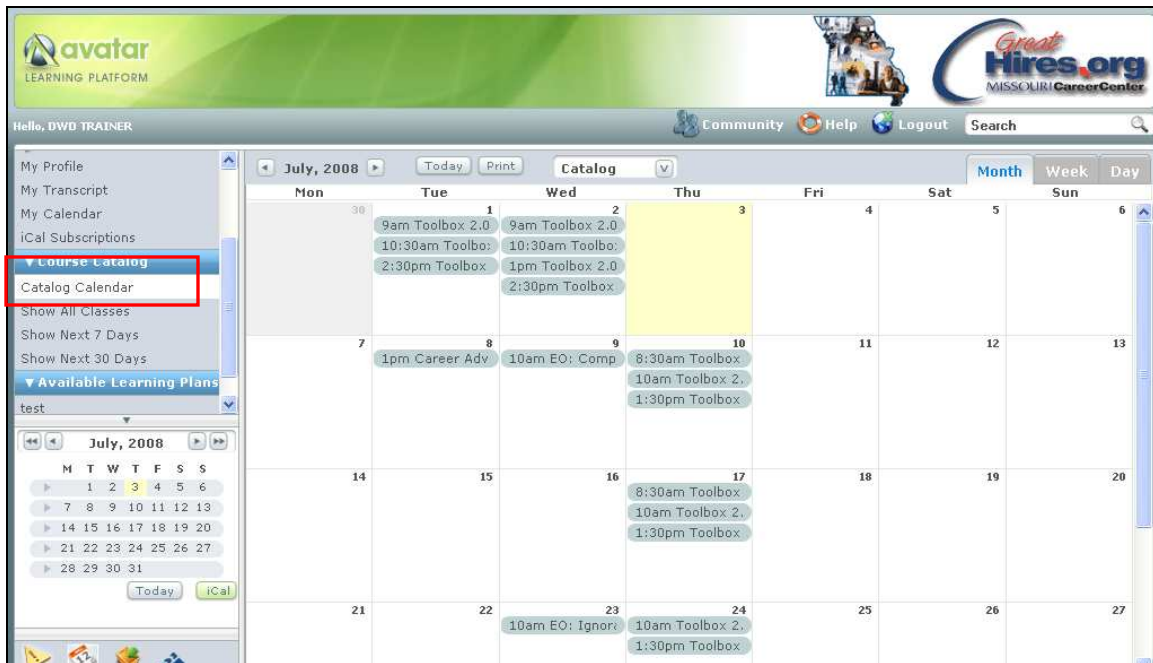 avatar
LEARNING PLATFORM
Great
Hires.org
MISSOURI CareerCenter
Hello, DWD TRAINER
Community Help Logout Search
My Profile
My Transcript
My Calendar
iCal Subscriptions
Course Catalog
Catalog Calendar
Show All Classes
Show Next 7 Days
Show Next 30 Days
Available Learning Plans
test
July, 2008
M T W T F S S
1 2 3 4 5 6
7 8 9 10 11 12 13
14 15 16 17 18 19 20
21 22 23 24 25 26 27
28 29 30 31
Today iCal
12
July, 2008 Today Print Catalog Month Week Day
Mon Tue Wed Thu Fri Sat Sun
30 1 2 3 4 5 6
9am Toolbox 2.0 9am Toolbox 2.0
10:30am Toolbo: 10:30am Toolbo:
2:30pm Toolbox 1pm Toolbox 2.0
2:30pm Toolbox
7 8 9 10 11 12 13
1pm Career Adv 10am EO: Comp 8:30am Toolbox
10am Toolbox 2.
1:30pm Toolbox
14 15 16 17 18 19 20
8:30am Toolbox
10am Toolbox 2.
1:30pm Toolbox
21 22 23 24 25 26 27
10am EO: Ignora 10am Toolbox 2.
1:30pm Toolbox